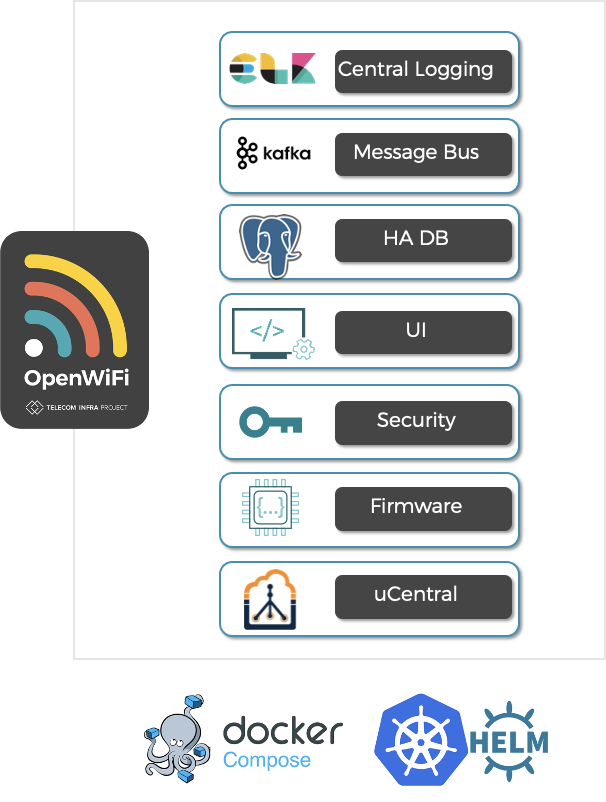 ELK
Central Logging
kafka
Message Bus
HA DB
</>
UI
OpenWiFi
TELECOM INFRA PROJECT
Security
{...}
Firmware
uCentral
docker
Compose
HELM